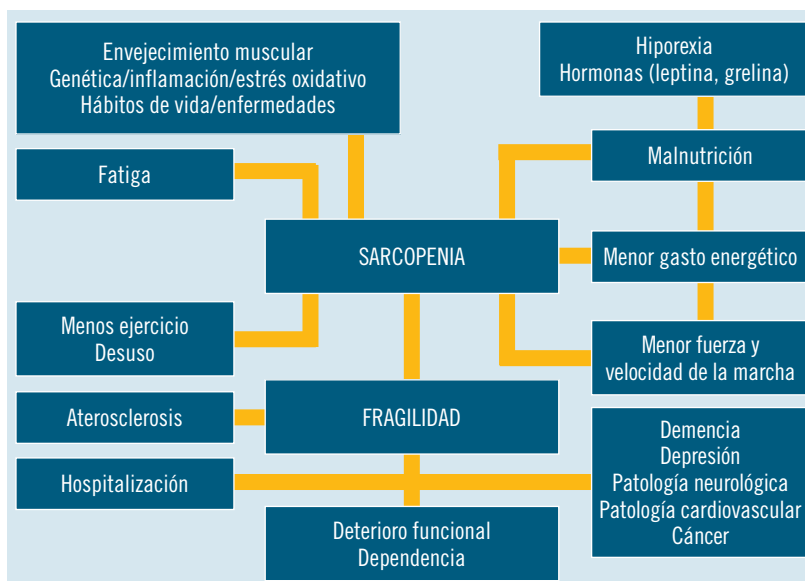 Envejecimiento muscular
Genética/inflamación/estrés oxidativo
Hábitos de vida/enfermedades
Hiporexia
Hormonas (leptina, grelina)
Fatiga
Malnutrición
SARCOPENIA
Menor gasto energético
Menos ejercicio
Desuso
Menor fuerza y
velocidad de la marcha
Aterosclerosis
FRAGILIDAD
Hospitalización
Demencia
Depresión
Patología neurológica
Patología cardiovascular
Cáncer
Deterioro funcional
Dependencia